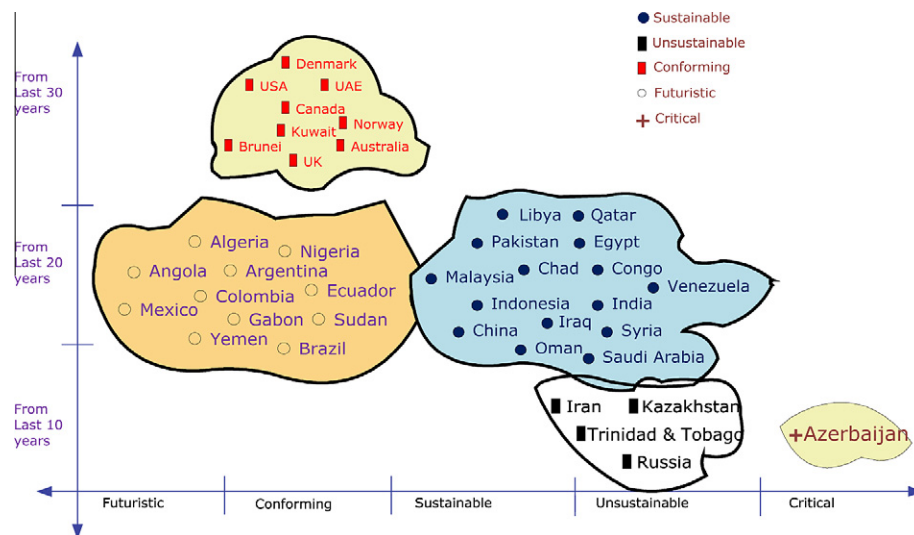 Sustainable
Unsustainable
Conforming
Futuristic
Critical
From
Last 30
years
Denmark
USA
UAE
Canada
Norway
Kuwait
Brunei
Australia
UK
From
Last 20
years
Algeria
Nigeria
Angola
Argentina
Colombia
Ecuador
Mexico
Gabon
Sudan
Yemen
Brazil
Libya
Qatar
Pakistan
Egypt
Malaysia
Chad
Congo
Venezuela
Indonesia
India
China
Iraq
Syria
Oman
Saudi Arabia
From
Last 10
years
Iran
Kazakhstan
Trinidad & Tobago
Russia
Azerbaijan
Futuristic
Conforming
Sustainable
Unsustainable
Critical